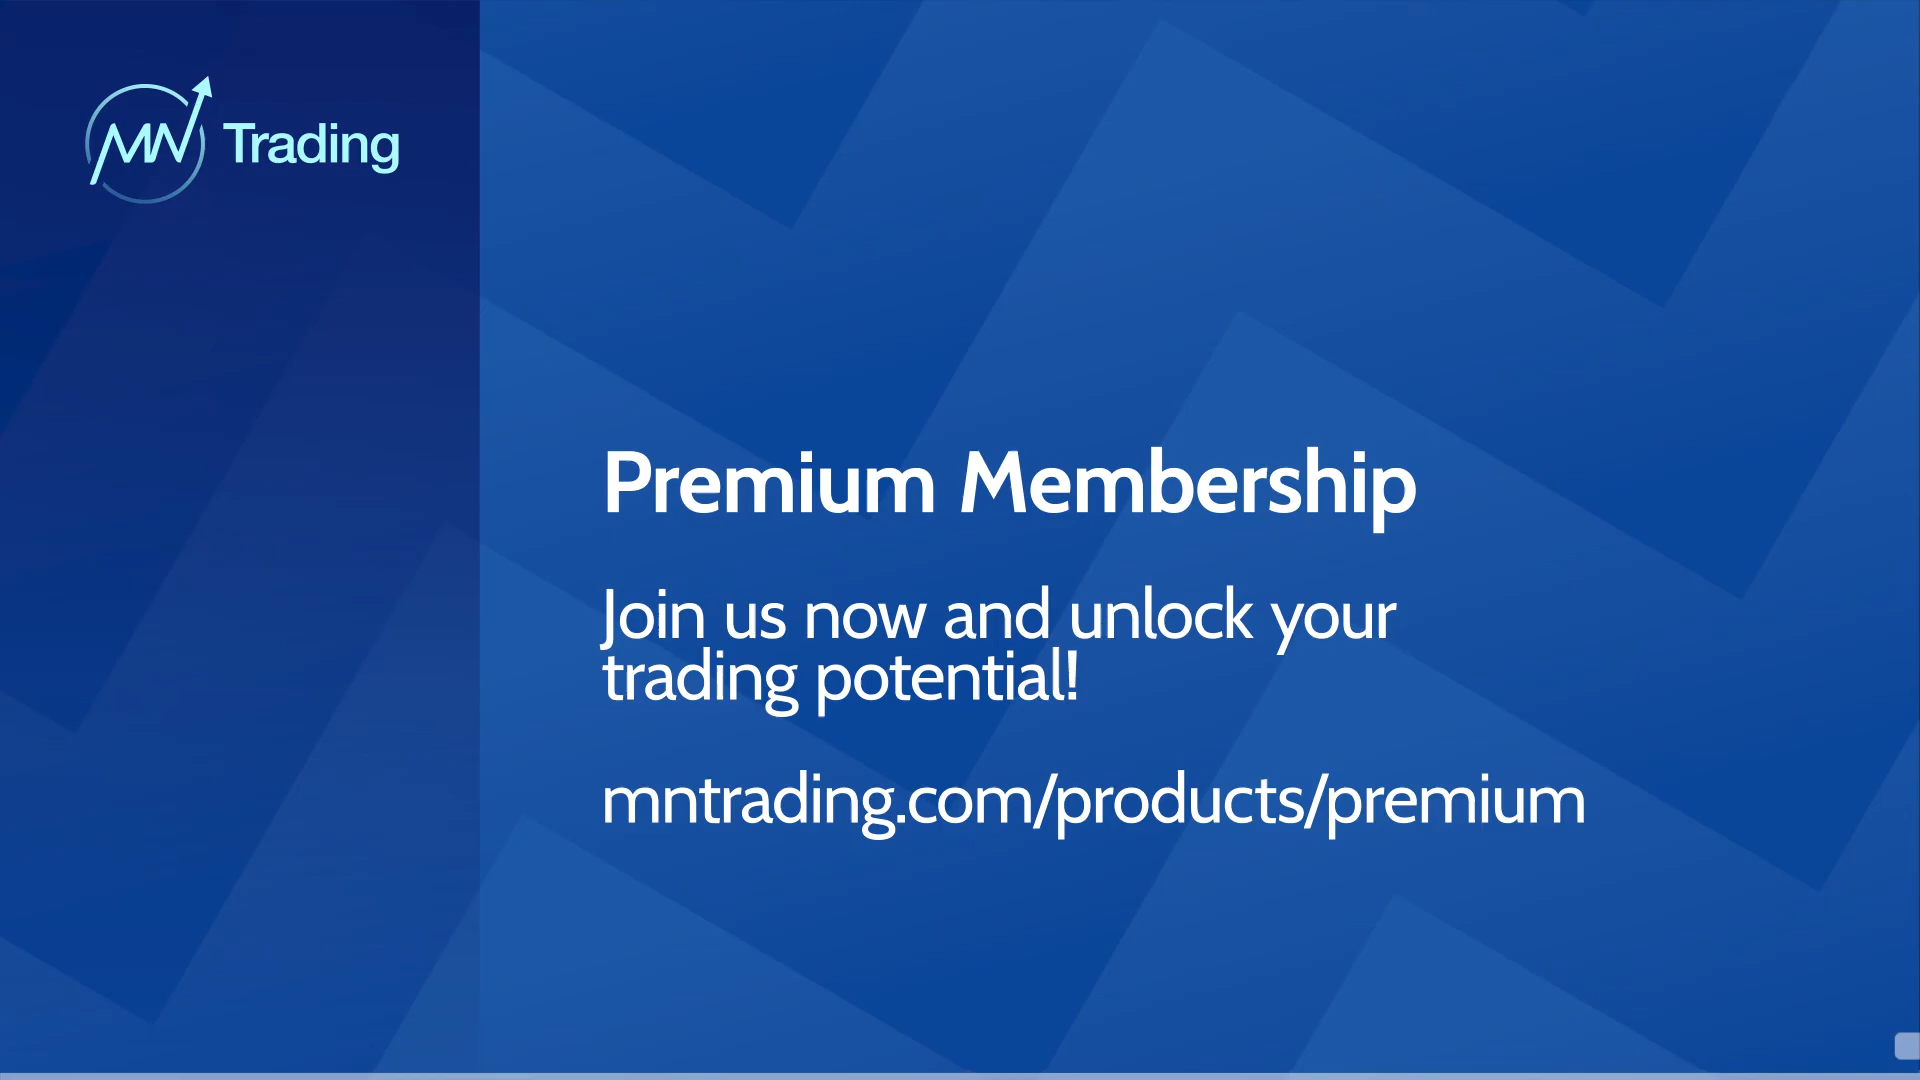 MN Trading
Premium Membership
Join us now and unlock your
trading potential!
mntrading.com/products/premium